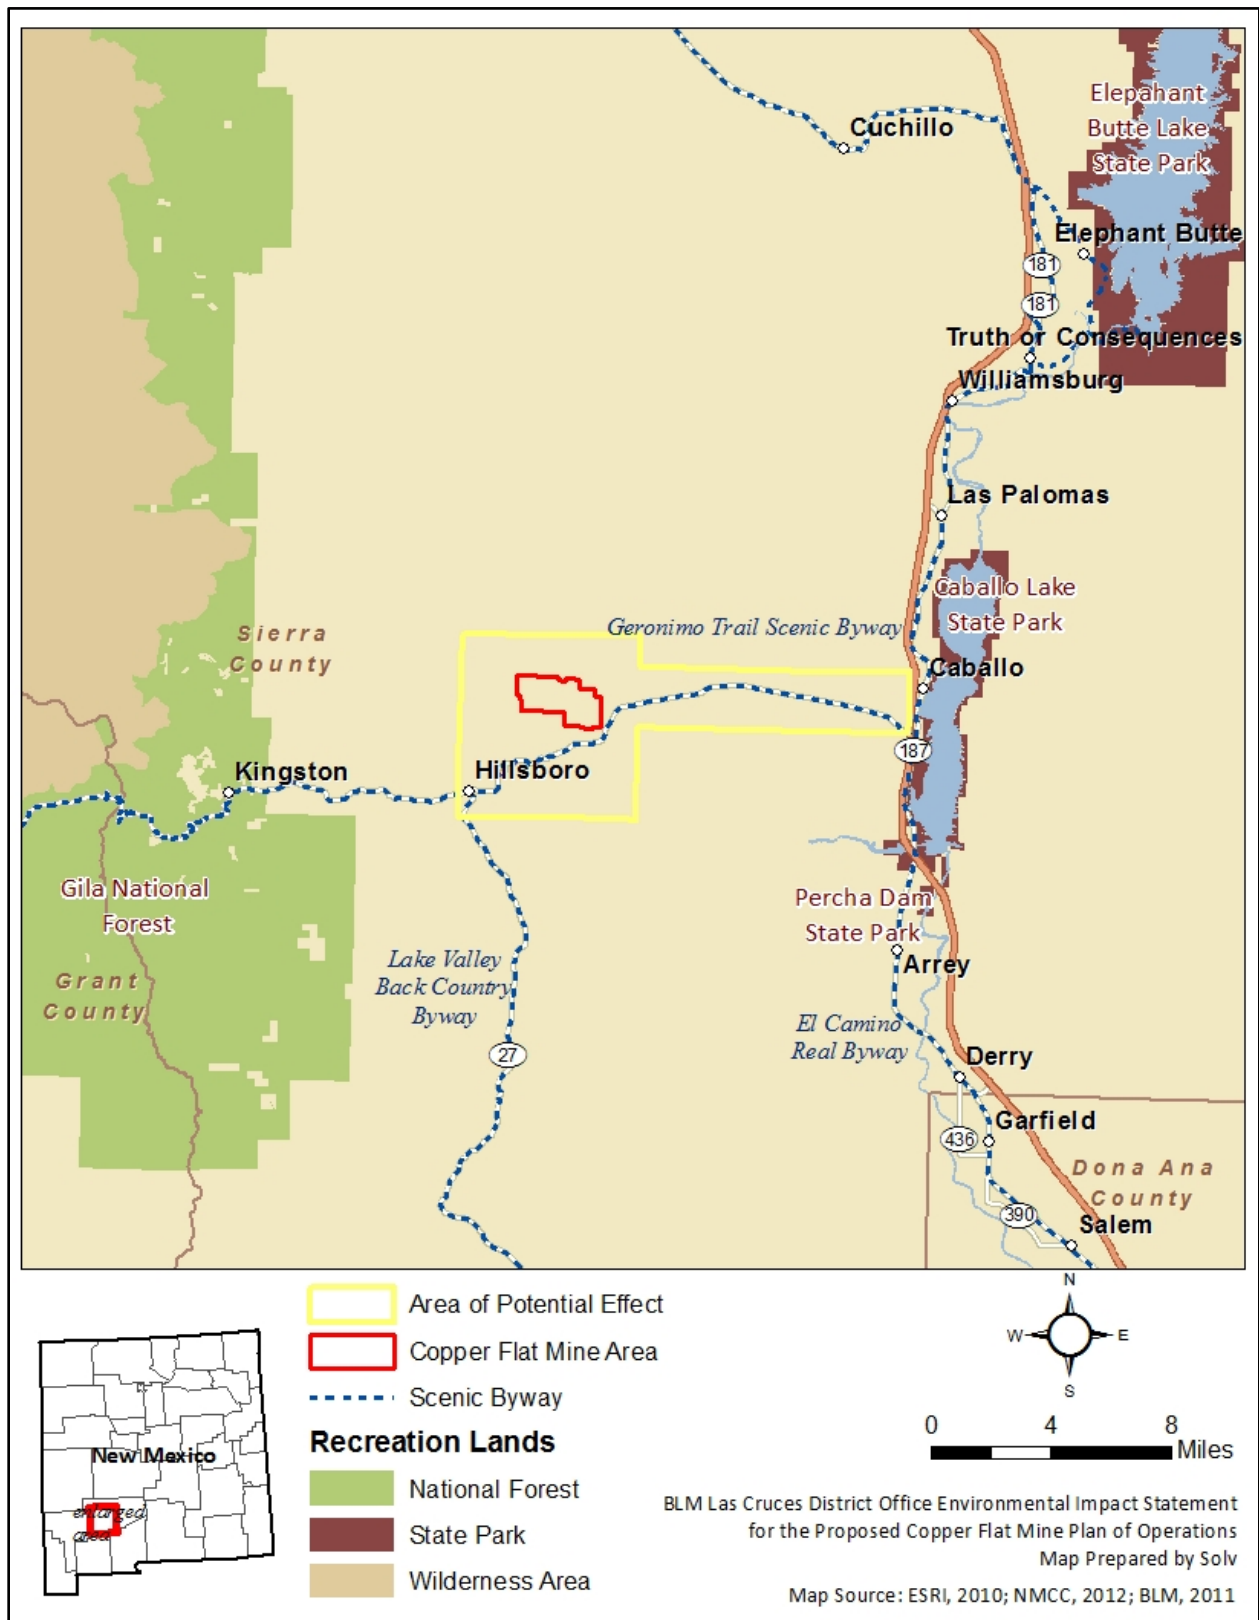 Cuchillo
Elepahant
Butte Lake
State Park
Elephant Butte
181
181
Truth or Consequences
Williamsburg
Las Palomas
Caballo Lake
State Park
Sierra
County
Geronimo Trail Scenic Byway
Caballo
187
Kingston
Hillsboro
Gila National
Forest
Percha Dam
State Park
Arrey
Lake Valley
Back Country
Byway
Grant
County
El Camino
Real Byway
27
Derry
Garfield
436
Dona Ana
County
390
Salem
Area of Potential Effect
Copper Flat Mine Area
Scenic Byway
Recreation Lands
National Forest
State Park
Wilderness Area
New Mexico
enlarged
area
N
W
E
S
0
4
8
Miles
BLM Las Cruces District Office Environmental Impact Statement
for the Proposed Copper Flat Mine Plan of Operations
Map Prepared by Solv
Map Source: ESRI, 2010; NMCC, 2012; BLM, 2011